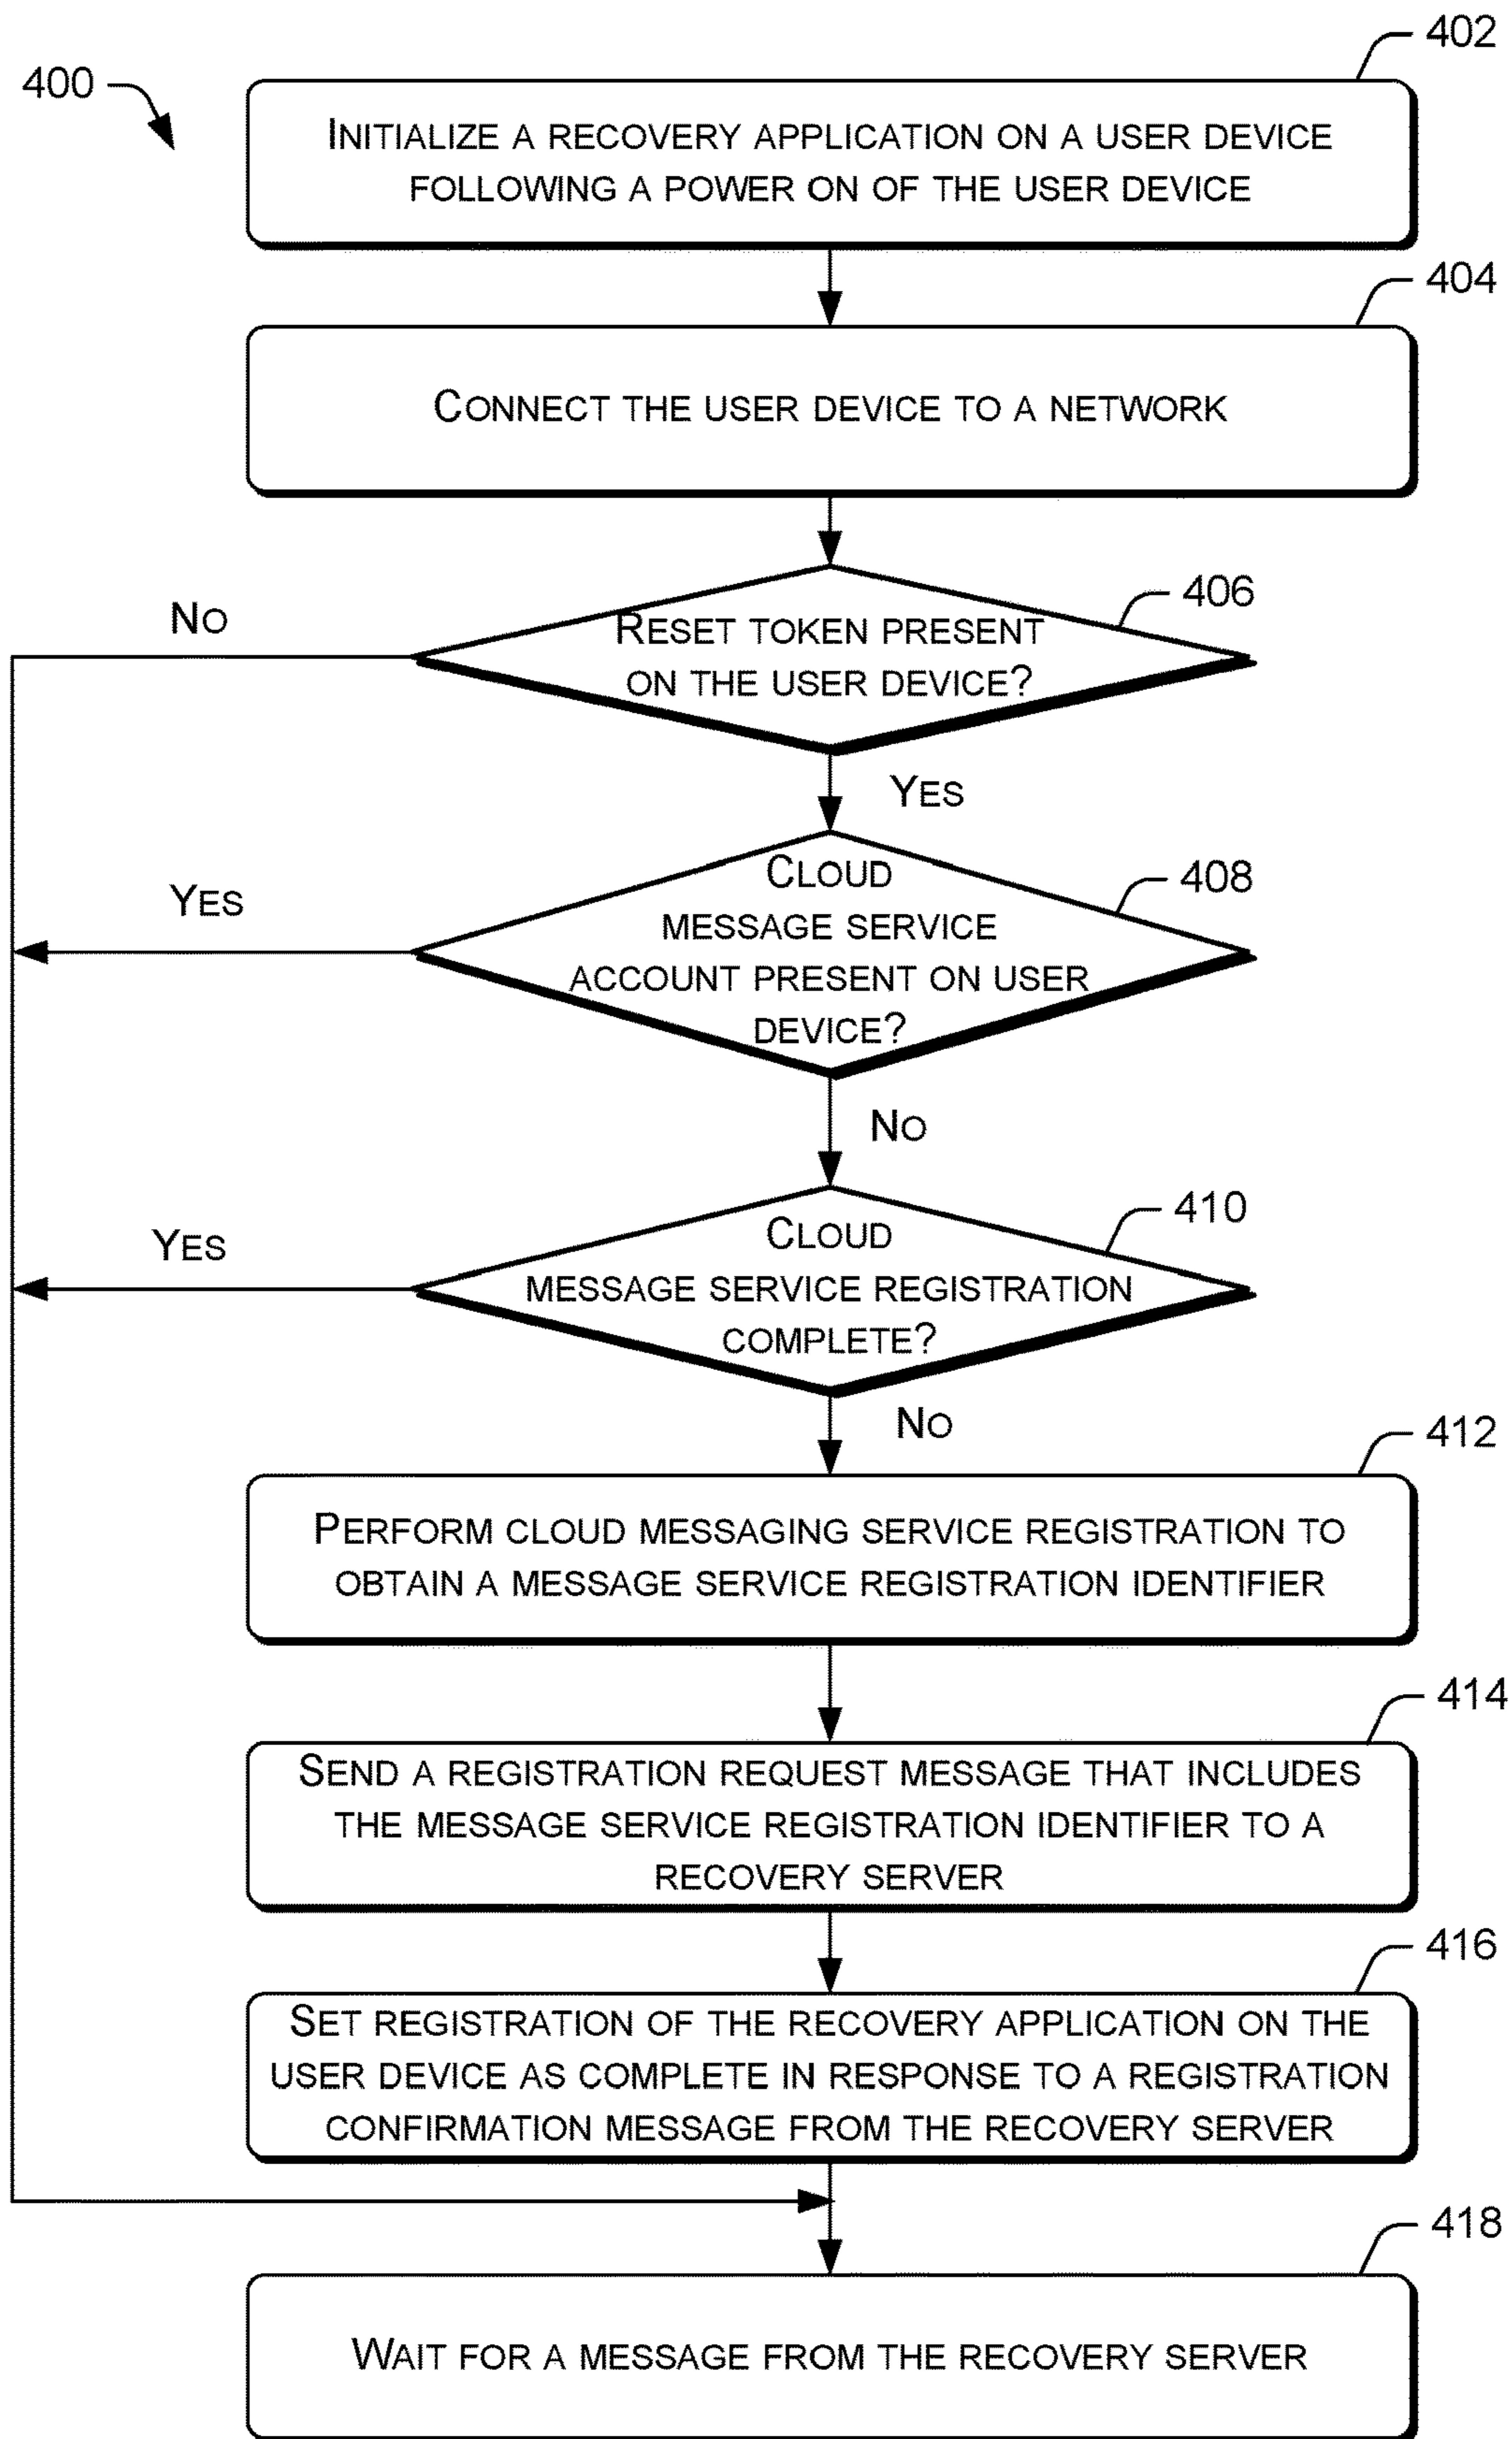 402
400
INITIALIZE A RECOVERY APPLICATION ON A USER DEVICE
FOLLOWING A POWER ON OF THE USER DEVICE
404
CONNECT THE USER DEVICE TO A NETWORK
406
NO
RESET TOKEN PRESENT
ON THE USER DEVICE?
YES
408
CLOUD
YES
MESSAGE SERVICE
ACCOUNT PRESENT ON USER
DEVICE?
NO
410
CLOUD
YES
MESSAGE SERVICE REGISTRATION
COMPLETE?
NO
412
PERFORM CLOUD MESSAGING SERVICE REGISTRATION TO
OBTAIN A MESSAGE SERVICE REGISTRATION IDENTIFIER
414
SEND A REGISTRATION REQUEST MESSAGE THAT INCLUDES
THE MESSAGE SERVICE REGISTRATION IDENTIFIER TO A
RECOVERY SERVER
416
SET REGISTRATION OF THE RECOVERY APPLICATION ON THE
USER DEVICE AS COMPLETE IN RESPONSE TO A REGISTRATION
CONFIRMATION MESSAGE FROM THE RECOVERY SERVER
418
WAIT FOR A MESSAGE FROM THE RECOVERY SERVER